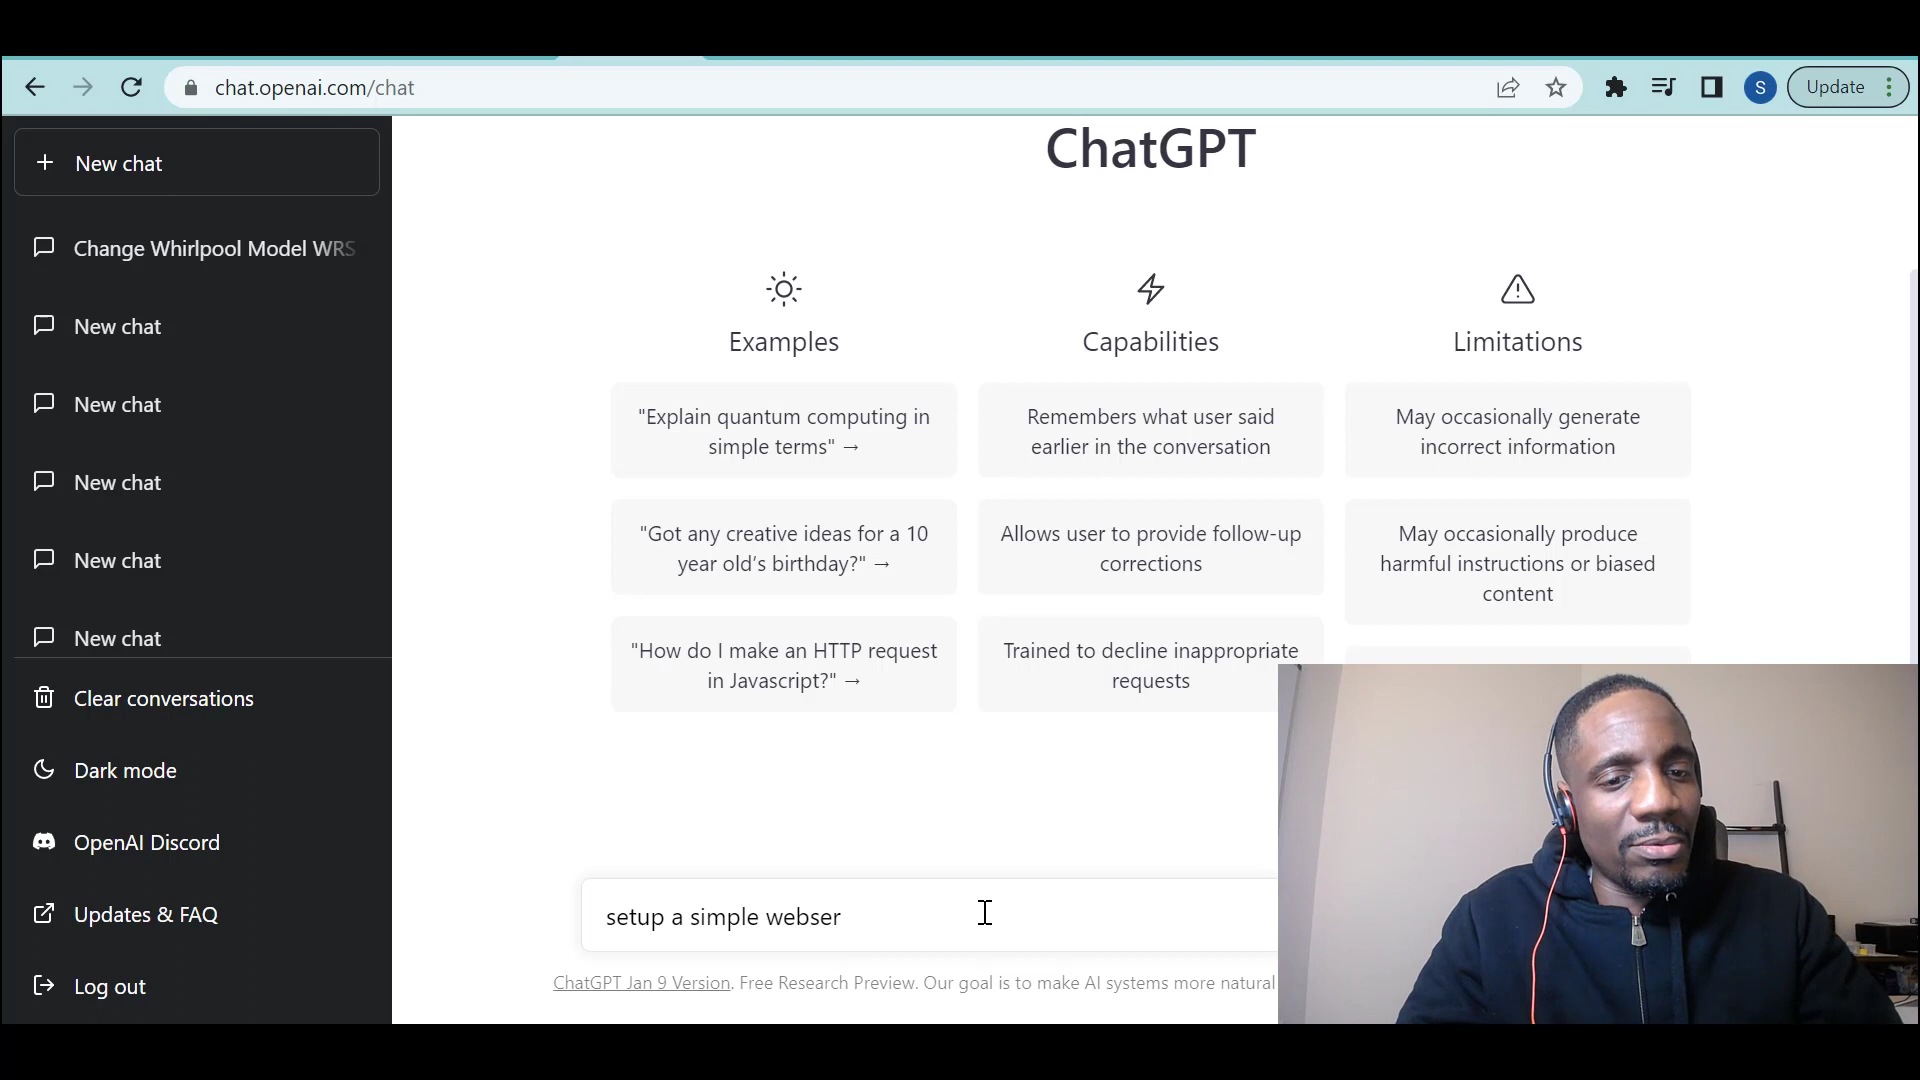 chat.openai.com/chat
S
Update
New chat
Change Whirlpool Model WRS
New chat
New chat
New chat
New chat
New chat
Clear conversations
Dark mode
OpenAI Discord
Updates & FAQ
Log out
ChatGPT
Examples
"Explain quantum computing in
simple terms" →
"Got any creative ideas for a 10
year old's birthday?" →
"How do I make an HTTP request
in Javascript?" →
Capabilities
Remembers what user said
earlier in the conversation
Allows user to provide follow-up
corrections
Trained to decline inappropriate
requests
Limitations
May occasionally generate
incorrect information
May occasionally produce
harmful instructions or biased
content
setup a simple webser
ChatGPT Jan 9 Version. Free Research Preview. Our goal is to make AI systems more natural